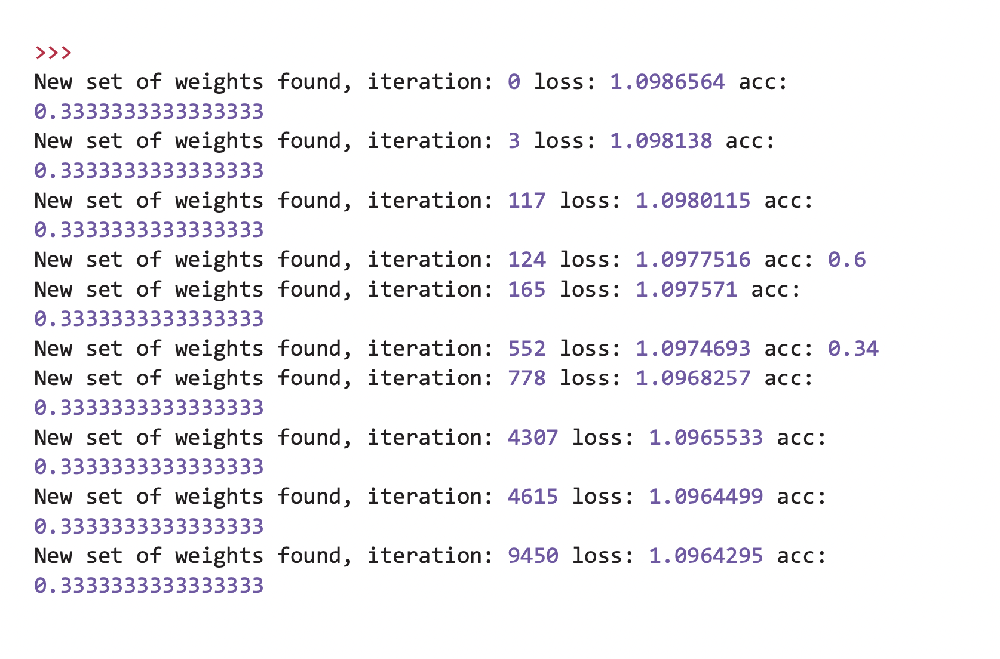 >>>
New set of weights found, iteration: 0 loss: 1.0986564 acc:
0.3333333333333333
New set of weights found, iteration: 3 loss: 1.098138 acc:
0.3333333333333333
New set of weights found, iteration: 117 loss: 1.0980115 acc:
0.3333333333333333
New set of weights found, iteration: 124 loss: 1.0977516 acc: 0.6
New set of weights found, iteration: 165 loss: 1.097571 acc:
0.3333333333333333
New set of weights found, iteration: 552 loss: 1.0974693 acc: 0.34
New set of weights found, iteration: 778 loss: 1.0968257 acc:
0.3333333333333333
New set of weights found, iteration: 4307 loss: 1.0965533 acc:
0.3333333333333333
New set of weights found, iteration: 4615 loss: 1.0964499 acc:
0.3333333333333333
New set of weights found, iteration: 9450 loss: 1.0964295 acc:
0.3333333333333333